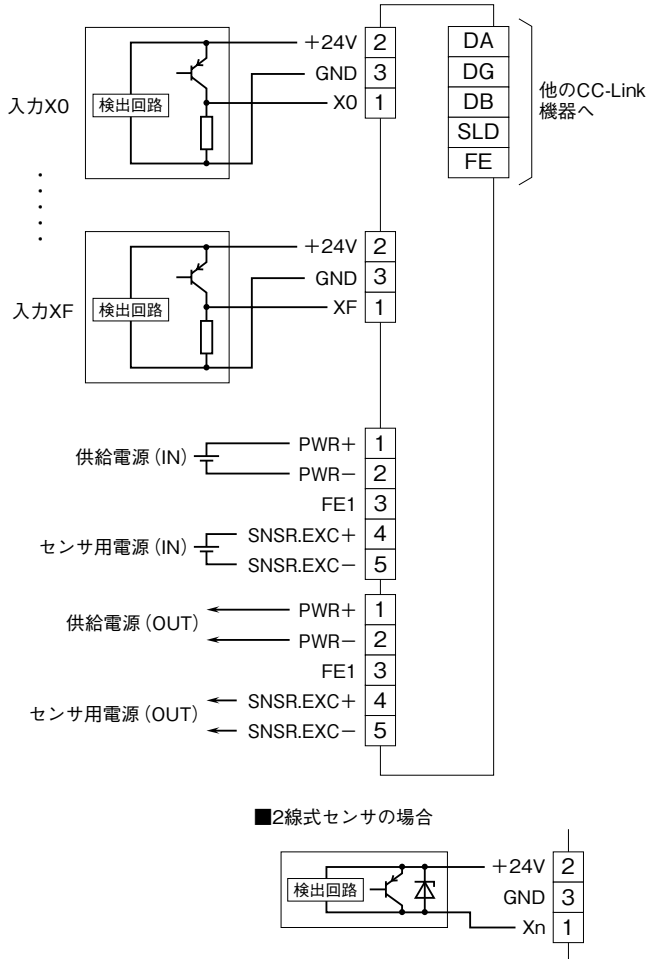 入力X0
検出回路
+24V 2
GND 3
X0 1
DA
DG
DB
SLD
FE
他のCC-Link
機器へ
入力XF
検出回路
+24V 2
GND 3
XF 1
供給電源(IN)
PWR+ 1
PWR− 2
FE1 3
センサ用電源(IN)
SNSR.EXC+ 4
SNSR.EXC− 5
供給電源(OUT)
PWR+ 1
PWR− 2
FE1 3
センサ用電源(OUT)
SNSR.EXC+ 4
SNSR.EXC− 5
■2線式センサの場合
検出回路
+24V 2
GND 3
Xn 1